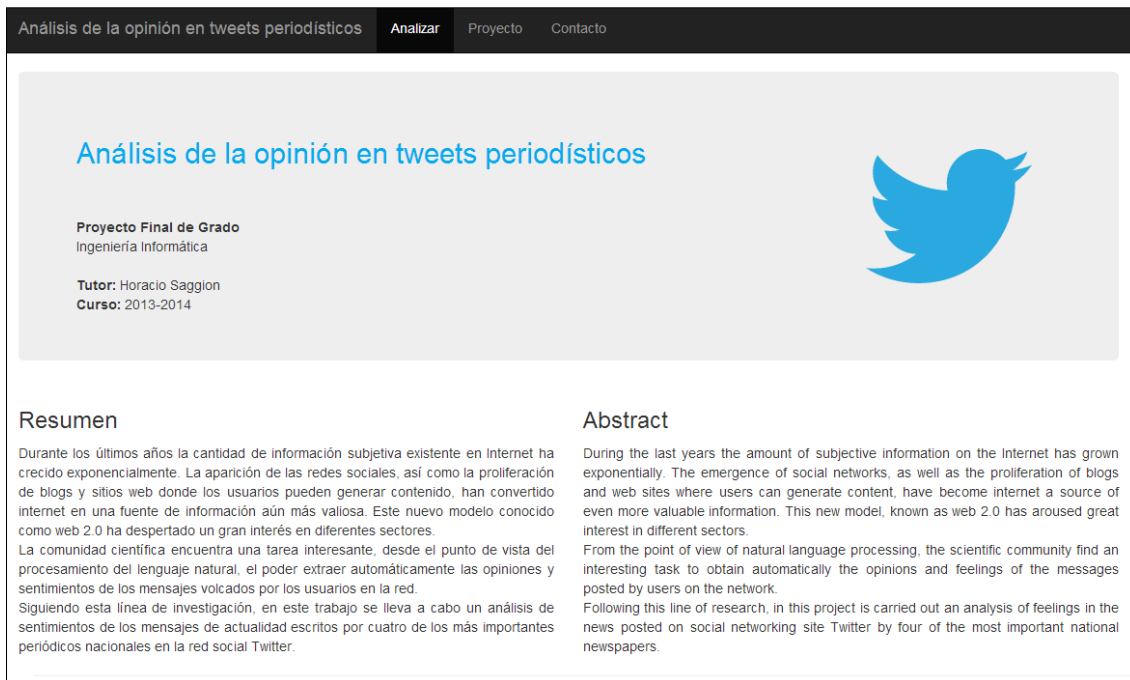 Análisis de la opinión en tweets periodísticos Analizar Proyecto Contacto
Análisis de la opinión en tweets periodísticos
Proyecto Final de Grado
Ingeniería Informática
Tutor: Horacio Saggion
Curso: 2013-2014
Resumen
Durante los últimos años la cantidad de información subjetiva existente en Internet ha
crecido exponencialmente. La aparición de las redes sociales, así como la proliferación
de blogs y sitios web donde los usuarios pueden generar contenido, han convertido
internet en una fuente de información aún más valiosa. Este nuevo modelo conocido
como web 2.0 ha despertado un gran interés en diferentes sectores.
La comunidad científica encuentra una tarea interesante, desde el punto de vista del
procesamiento del lenguaje natural, el poder extraer automáticamente las opiniones y
sentimientos de los mensajes volcados por los usuarios en la red.
Siguiendo esta línea de investigación, en este trabajo se lleva a cabo un análisis de
sentimientos de los mensajes de actualidad escritos por cuatro de los más importantes
periódicos nacionales en la red social Twitter.
Abstract
During the last years the amount of subjective information on the Internet has grown
exponentially. The emergence of social networks, as well as the proliferation of blogs
and web sites where users can generate content, have become internet a source of
even more valuable information. This new model, known as web 2.0 has aroused great
interest in different sectors.
From the point of view of natural language processing, the scientific community find an
interesting task to obtain automatically the opinions and feelings of the messages
posted by users on the network.
Following this line of research, in this project is carried out an analysis of feelings in the
news posted on social networking site Twitter by four of the most important national
newspapers.